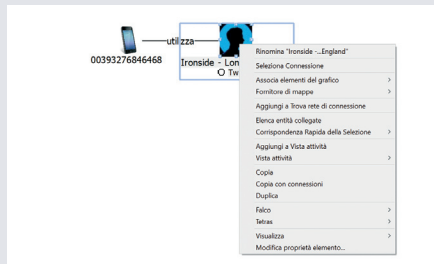 utilizza
00393276846468
Ironside - Lon
Tw
Rinomina "Ironside -...England"
Seleziona Connessione
Associa elementi del grafico
Fornitore di mappe
Aggiungi a Trova rete di connessione
Elenca entità collegate
Corrispondenza Rapida della Selezione
Aggiungi a Vista attività
Vista attività
Copia
Copia con connessioni
Duplica
Falco
Tetras
Visualizza
Modifica proprietà elemento...